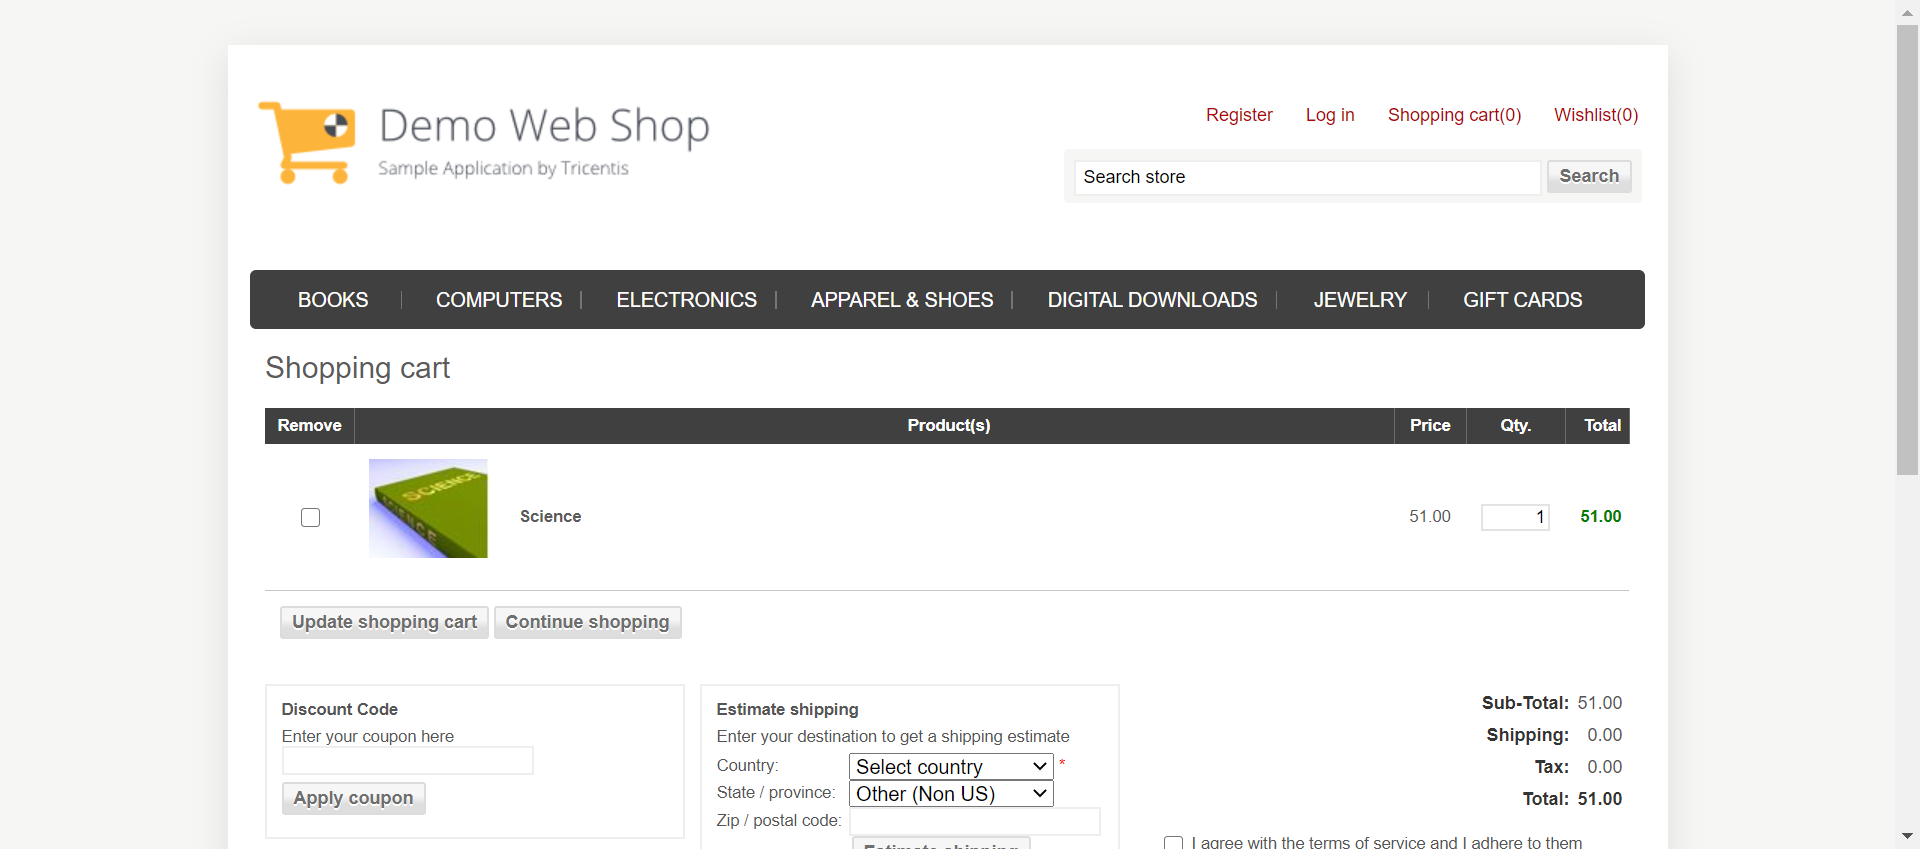 Demo Web Shop
Sample Application by Tricentis
Register Log in Shopping cart(0) Wishlist(0)
Search store Search
BOOKS COMPUTERS ELECTRONICS APPAREL & SHOES DIGITAL DOWNLOADS JEWELRY GIFT CARDS
Shopping cart
Remove Product(s) Price Qty. Total
SCIENCE
SCIENCE
Science 51.00 1 51.00
Update shopping cart Continue shopping
Discount Code
Enter your coupon here
Apply coupon
Estimate shipping
Enter your destination to get a shipping estimate
Country: Select country *
State / province: Other (Non US)
Zip / postal code:
Estimate shipping
Sub-Total: 51.00
Shipping: 0.00
Tax: 0.00
Total: 51.00
I agree with the terms of service and I adhere to them